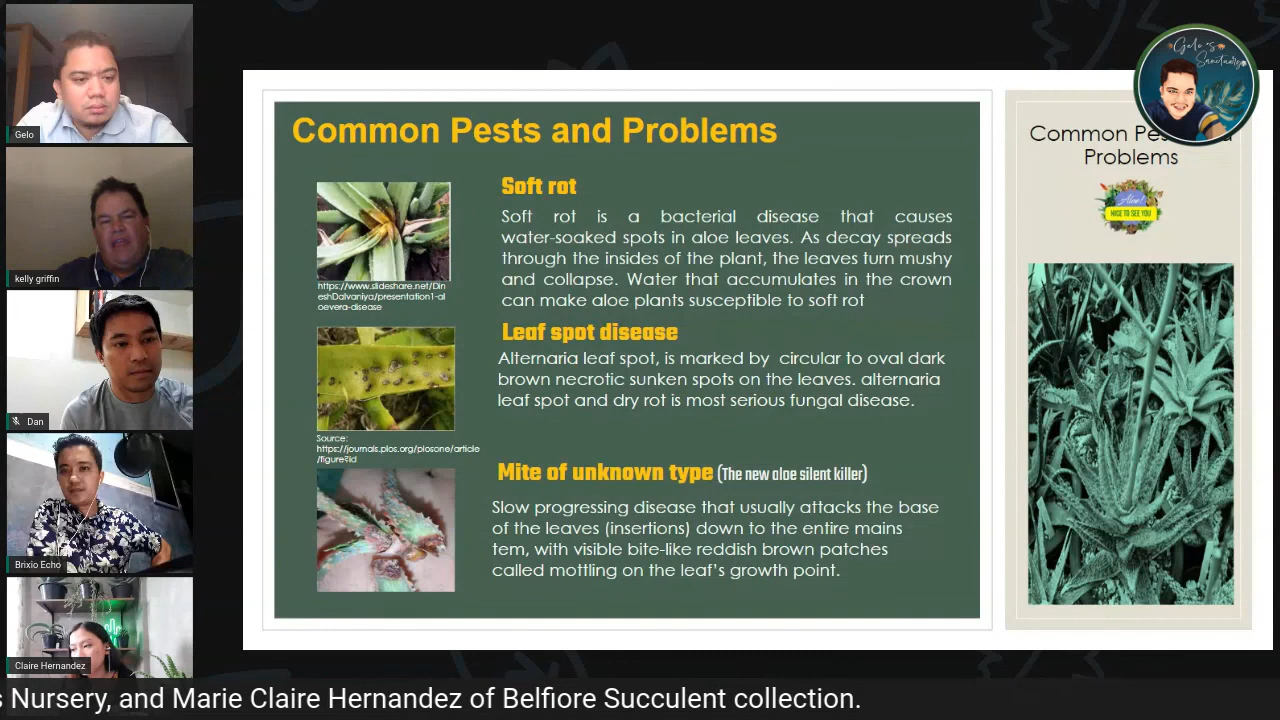 Gelo
kelly griffin
Dan
Brixio Echo
Claire Hernandez
Common Pests and Problems
Soft rot
Soft rot is a bacterial disease that causes
water-soaked spots in aloe leaves. As decay spreads
through the insides of the plant, the leaves turn mushy
and collapse. Water that accumulates in the crown
can make aloe plants susceptible to soft rot
https://www.slideshare.net/Din
eshDalvaniya/presentation1-al
oevera-disease
Leaf spot disease
Alternaria leaf spot, is marked by circular to oval dark
brown necrotic sunken spots on the leaves. alternaria
leaf spot and dry rot is most serious fungal disease.
Source:
https://journals.plos.org/plosone/article
/figure?id
Mite of unknown type (The new aloe silent killer)
Slow progressing disease that usually attacks the base
of the leaves (insertions) down to the entire mains
tem, with visible bite-like reddish brown patches
called mottling on the leaf's growth point.
Gelo's
Sanctuary
Common
Problems
Aloe!
NICE TO SEE YOU
Nursery, and Marie Claire Hernandez of Belfiore Succulent collection.